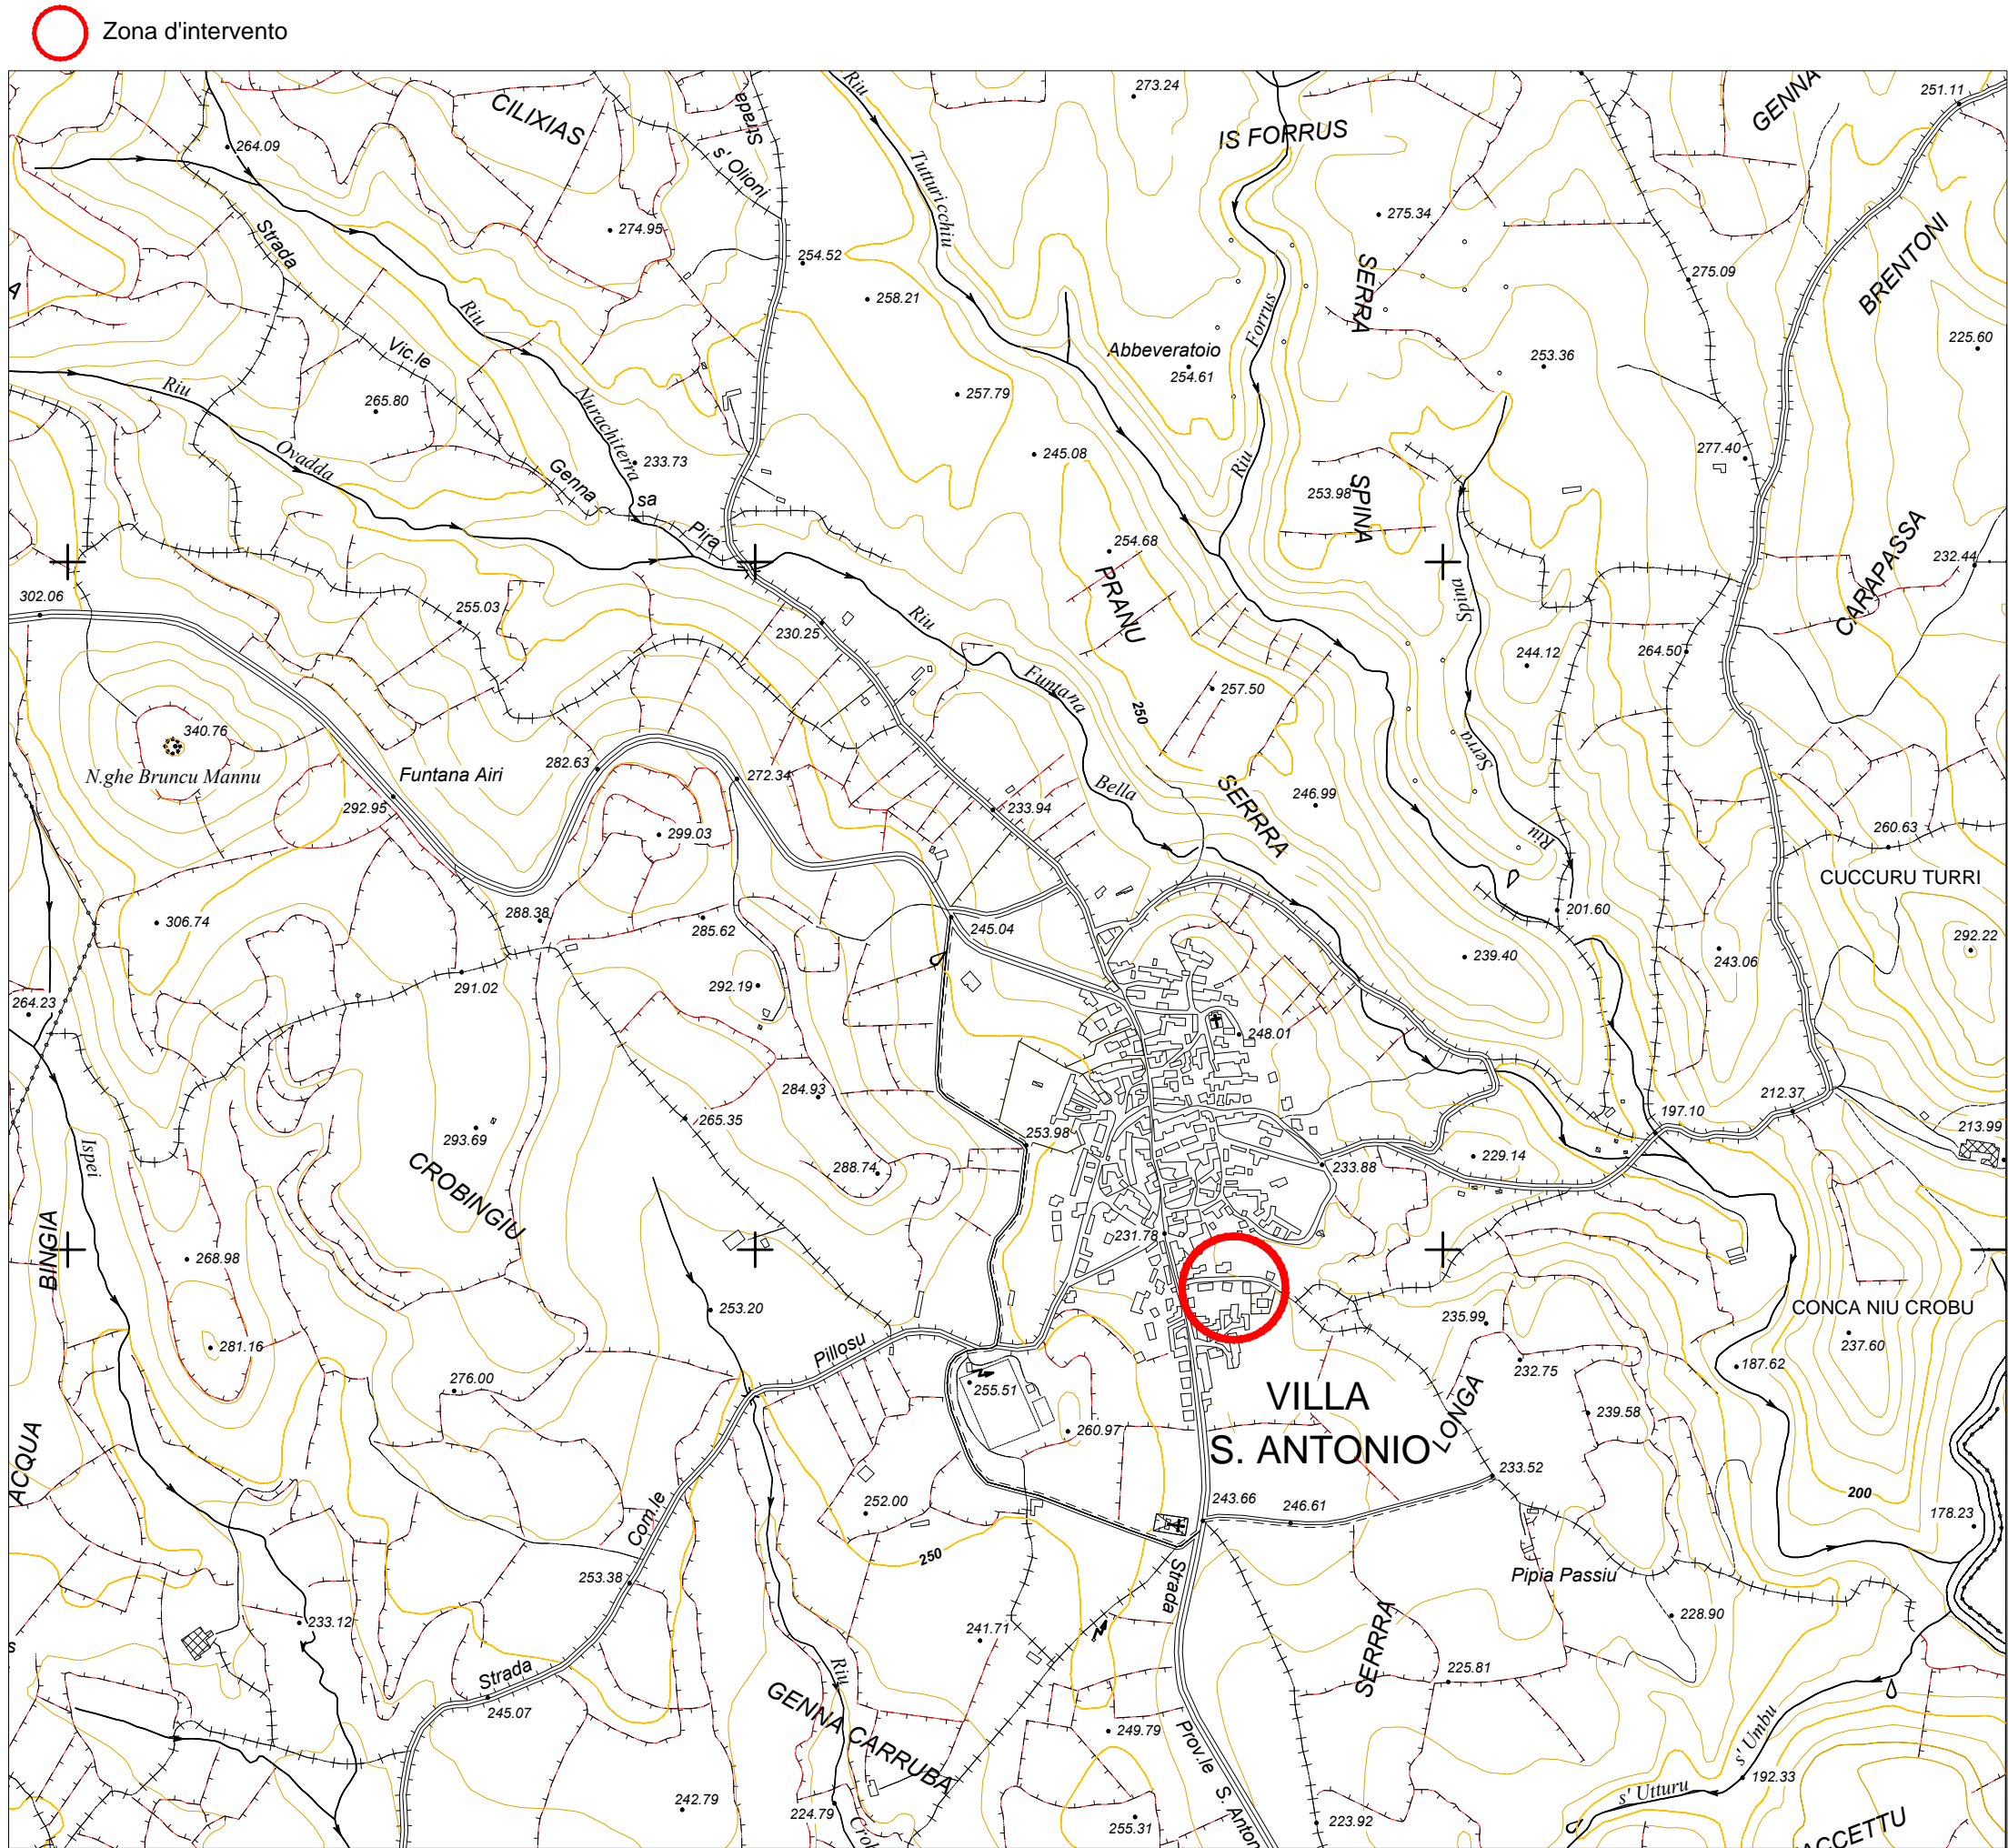 Zona d'intervento
CILIXIAS
Strada
s' Olioni
Riu
Tutturicchiu
273.24
IS FORRUS
GENNA
251.11
264.09
274.95
254.52
258.21
275.34
275.09
BRENTONI
Strada
Riu
SERRA
Forrus
225.60
Abbeveratoio
254.61
253.36
Vic.le
265.80
Riu
Nurachiterra
257.79
Ovadda
233.73
Genna
sa
Pira
245.08
Riu
253.98
SPINA
277.40
CARAPASSA
232.44
254.68
PRANU
302.06
255.03
230.25
Riu
Funtana
Spina
244.12
264.50
257.50
250
340.76
N.ghe Bruncu Mannu
Funtana Airi
292.95
282.63
272.34
299.03
233.94
Bella
SERRRA
246.99
Serra
Riu
260.63
CUCCURU TURRI
306.74
288.38
285.62
245.04
201.60
239.40
243.06
292.22
264.23
291.02
292.19
248.01
284.93
265.35
293.69
CROBINGIU
288.74
253.98
233.88
229.14
197.10
212.37
213.99
Ispei
BINGIA
268.98
231.78
253.20
281.16
Pillosu
235.99
CONCA NIU CROBU
237.60
187.62
232.75
276.00
255.51
260.97
VILLA
S. ANTONIO
LONGA
239.58
ACQUA
252.00
250
243.66
246.61
233.52
200
178.23
Com.le
253.38
Strada
Pipia Passiu
228.90
233.12
241.71
SERRA
225.81
Strada
245.07
Riu
GENNA CARRUBA
249.79
Prov.le
S. Anton
s' Umbu
192.33
s' Utturu
242.79
224.79
255.31
223.92
ACCETTU